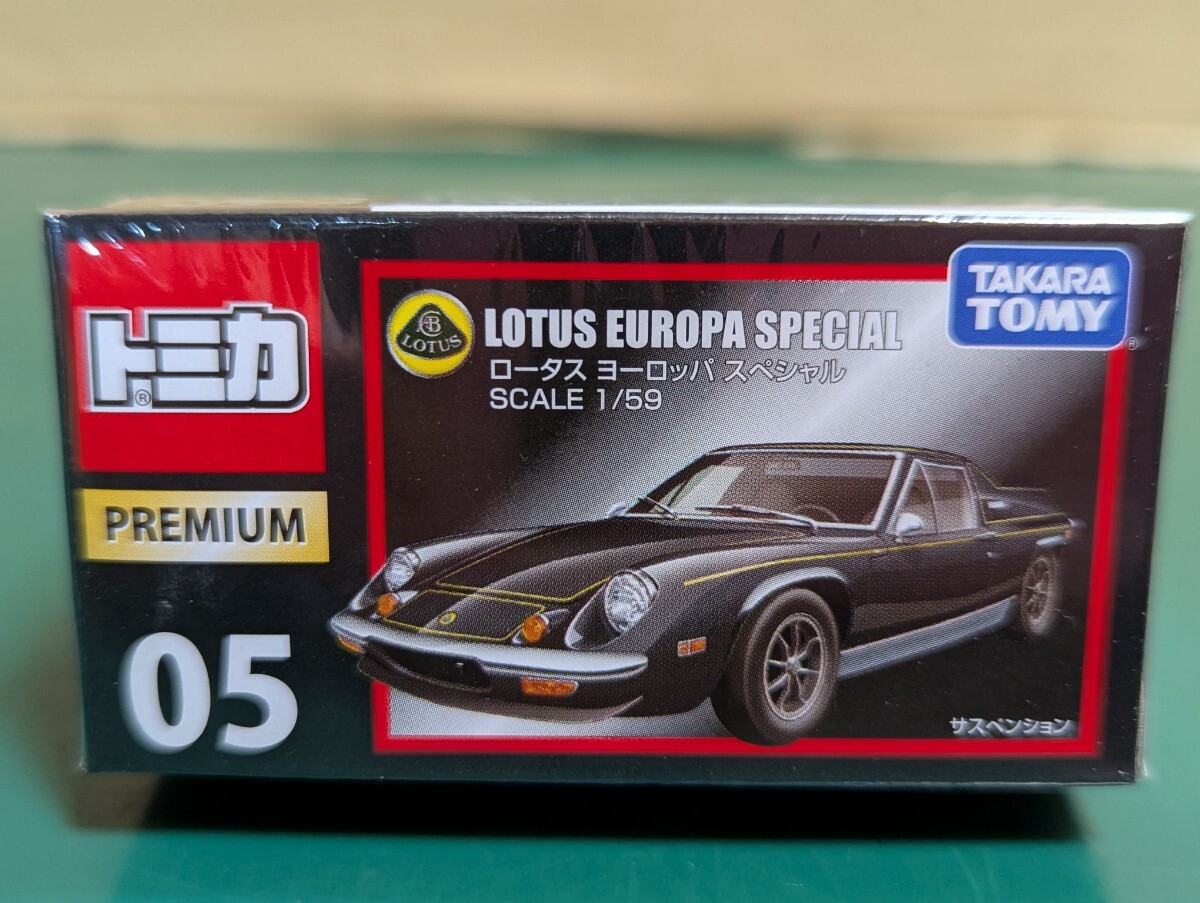 トミカ®
PREMIUM
05
LOTUS
LOTUS EUROPA SPECIAL
ロータス ヨーロッパ スペシャル
SCALE 1/59
TAKARA
TOMY®
サスペンション